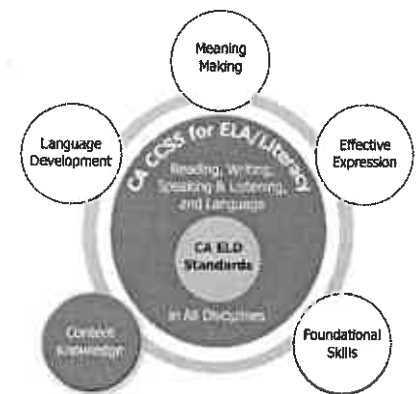 Meaning
Making
Language
Development
Effective
Expression
CA CCSS for ELA/Literacy
Reading, Writing,
Speaking & Listening,
and Language
CA ELD
Standards
in All Disciplines
Content
Knowledge
Foundational
Skills